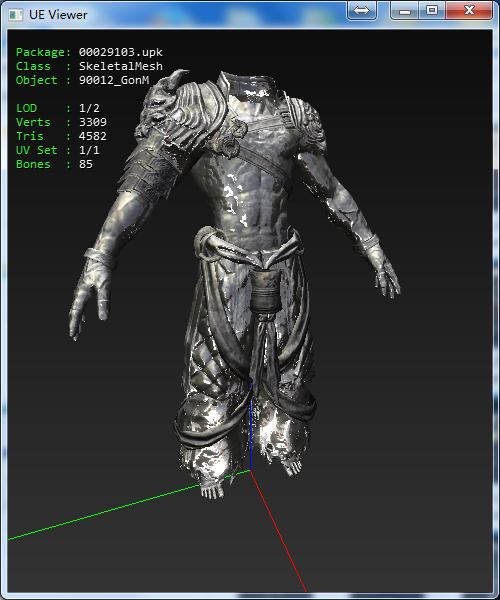 UE Viewer
Package: 00029103.upk
Class : SkeletalMesh
Object : 90012_GonM
LOD : 1/2
Verts : 3309
Tris : 4582
UV Set : 1/1
Bones : 85